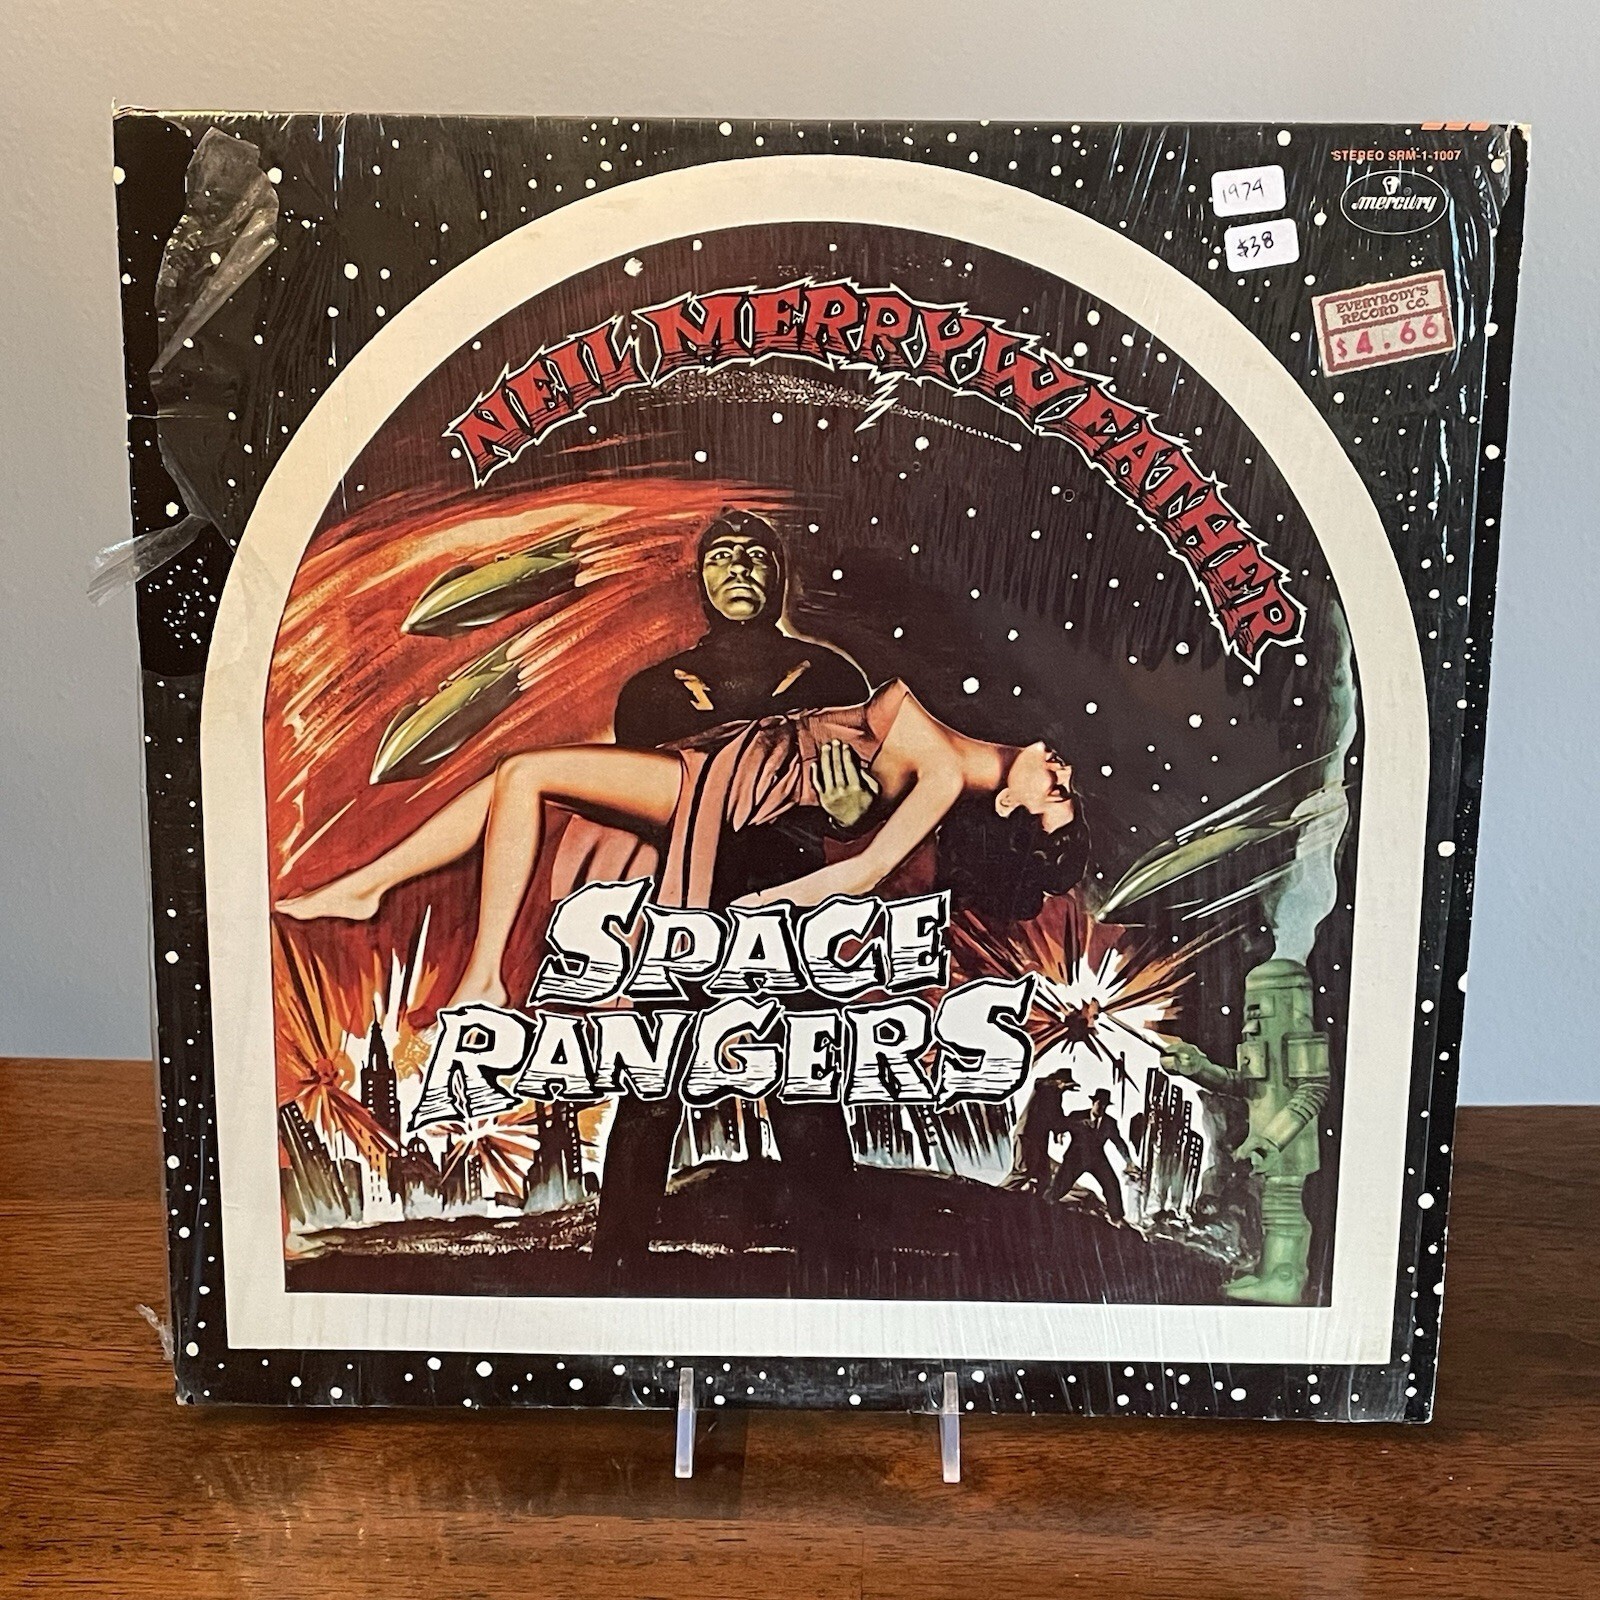 STEREO SRM-1-1007
mercury
1974
$38
EVERYBODY'S
RECORD CO.
$4.66
NEIL MERRYWEATHER
SPACE
RANGERS